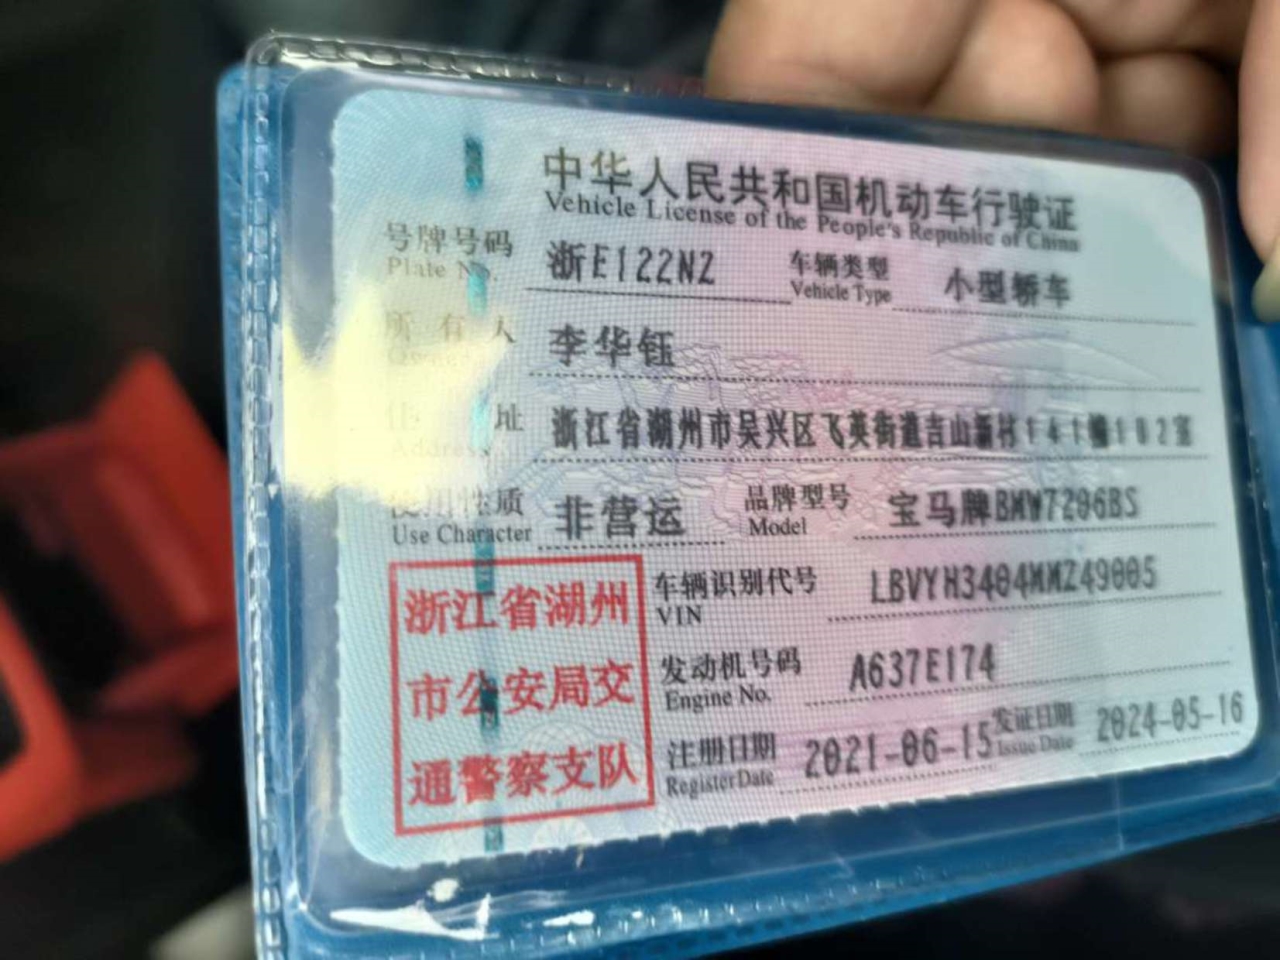 中华人民共和国机动车行驶证
Vehicle License of the People's Republic of China
号牌号码 浙E122N2 车辆类型 小型轿车
Plate No. Vehicle Type
所有人 李华钰
Owner
住址 浙江省湖州市吴兴区飞英街道吉山新村141幢102室
Address
使用性质 非营运 品牌型号 宝马牌BMW7206BS
Use Character Model
浙江省湖州
市公安局交
通警察支队
车辆识别代号 LBVYH3404MMZ49005
VIN
发动机号码 A637E174
Engine No.
注册日期 2021-06-15 发证日期 2024-05-16
Register Date Issue Date